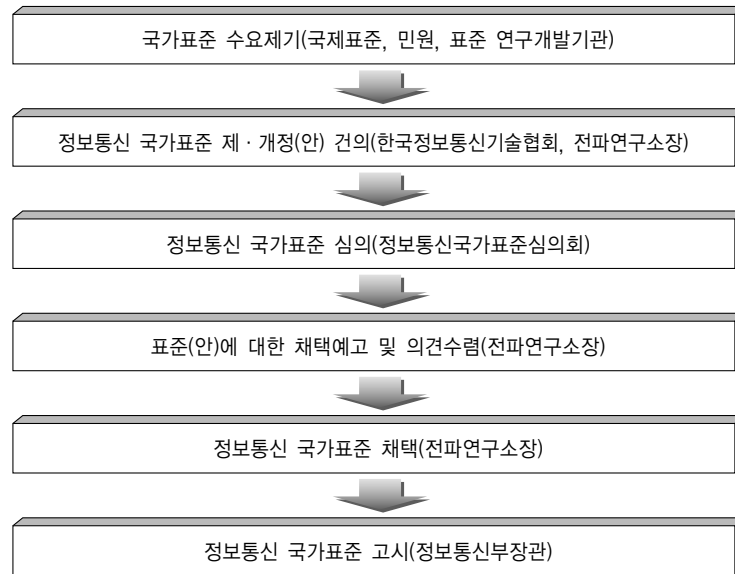 국가표준 수요제기(국제표준, 민원, 표준 연구개발기관)
정보통신 국가표준 제 · 개정(안) 건의(한국정보통신기술협회, 전파연구소장)
정보통신 국가표준 심의(정보통신국가표준심의회)
표준(안)에 대한 채택예고 및 의견수렴(전파연구소장)
정보통신 국가표준 채택(전파연구소장)
정보통신 국가표준 고시(정보통신부장관)